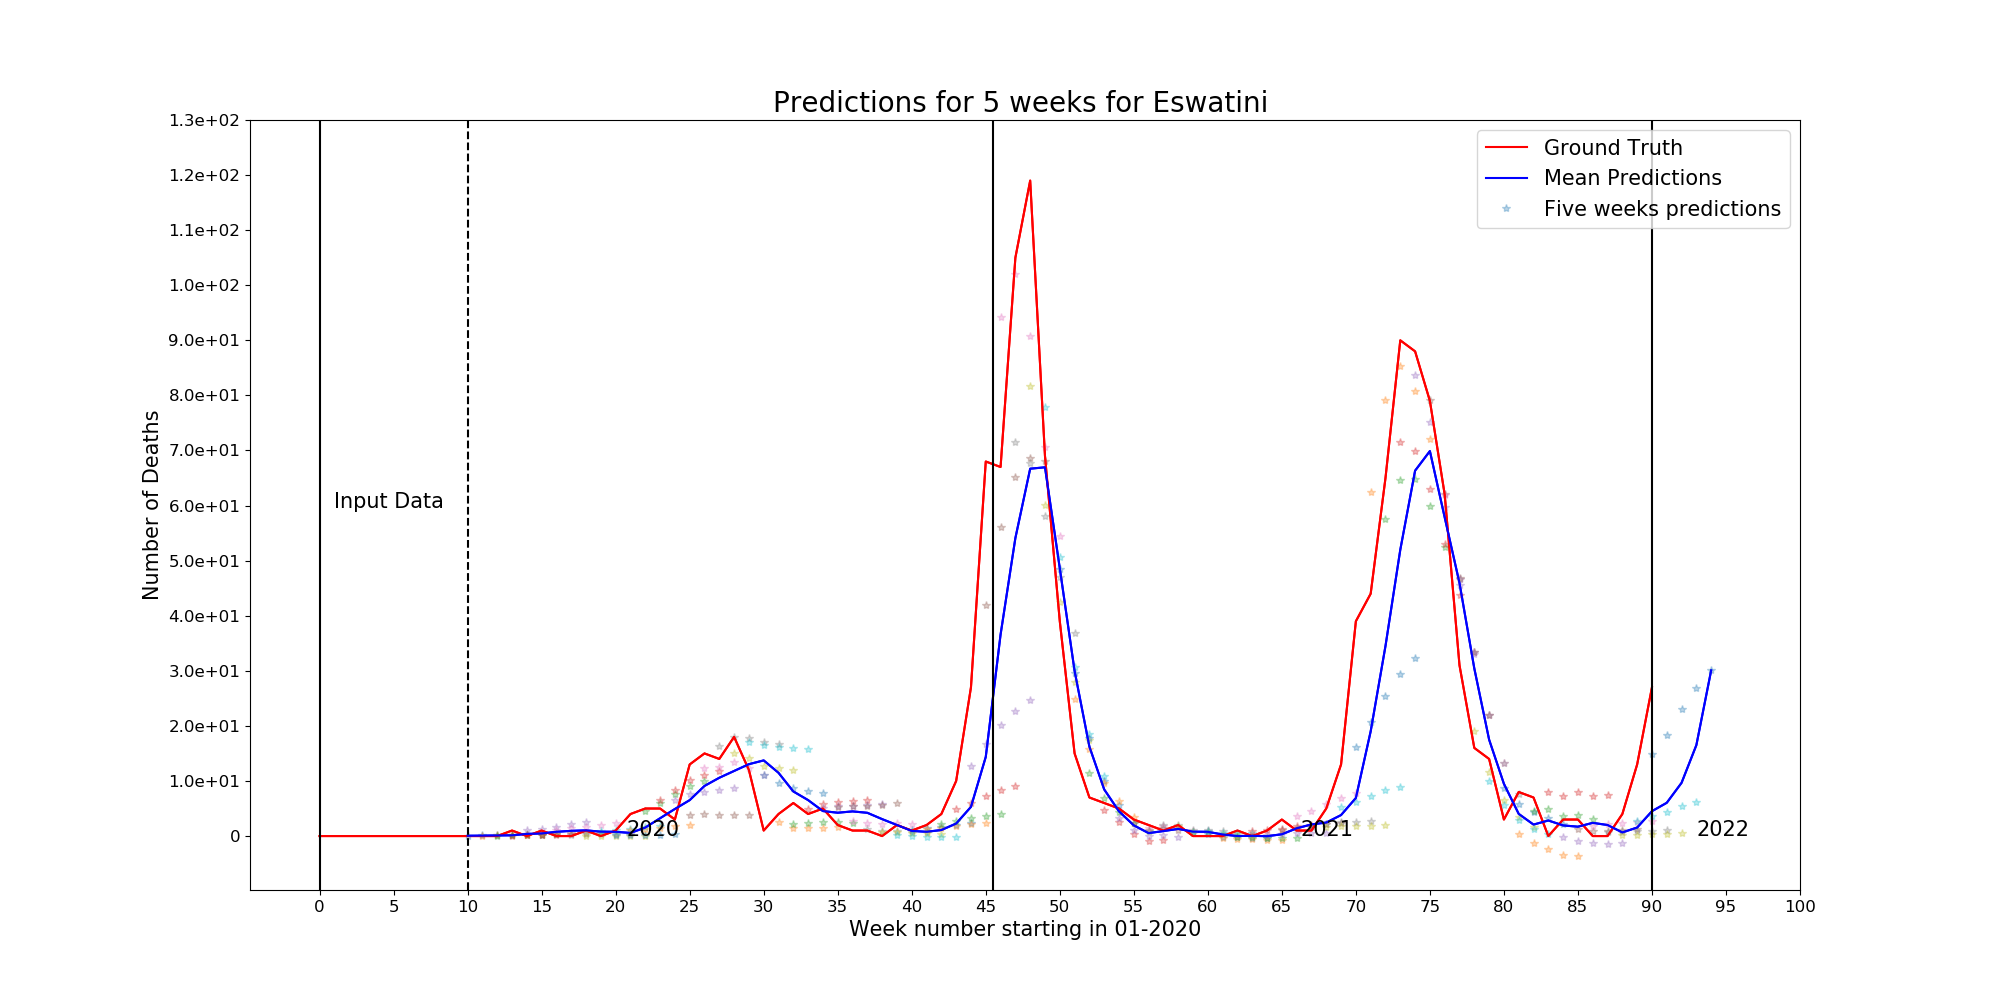 Predictions for 5 weeks for Eswatini
1.3e+02
1.2e+02
1.1e+02
1.0e+02
9.0e+01
8.0e+01
7.0e+01
6.0e+01
5.0e+01
4.0e+01
3.0e+01
2.0e+01
1.0e+01
0
Number of Deaths
Ground Truth
Mean Predictions
Five weeks predictions
Input Data
2020
2021
2022
0 5 10 15 20 25 30 35 40 45 50 55 60 65 70 75 80 85 90 95 100
Week number starting in 01-2020